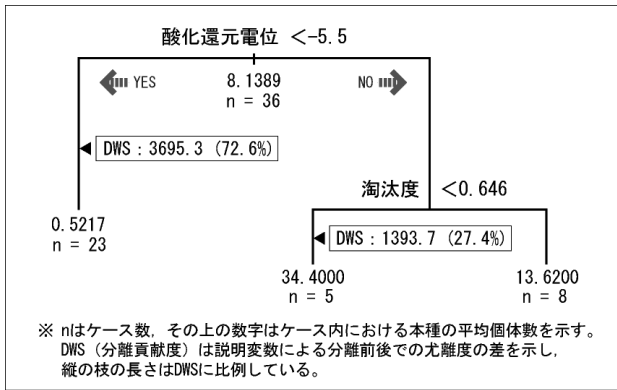 酸化還元電位 <-5.5
YES
8.1389
NO
n = 36
DWS : 3695.3 (72.6%)
淘汰度 <0.646
0.5217
n = 23
DWS : 1393.7 (27.4%)
34.4000
n = 5
13.6200
n = 8
※ nはケース数，その上の数字はケース内における本種の平均個体数を示す。
DWS（分離貢献度）は説明変数による分離前後での尤離度の差を示し，
縦の枝の長さはDWSに比例している。